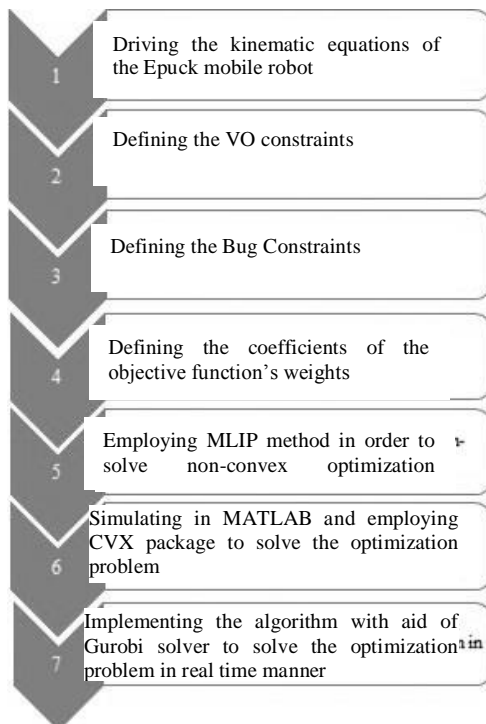 1
Driving the kinematic equations of
the Epuck mobile robot
2
Defining the VO constraints
3
Defining the Bug Constraints
4
Defining the coefficients of the
objective function's weights
5
Employing MLIP method in order to
solve non-convex optimization
6
Simulating in MATLAB and employing
CVX package to solve the optimization
problem
7
Implementing the algorithm with aid of
Gurobi solver to solve the optimization
problem in real time manner
in